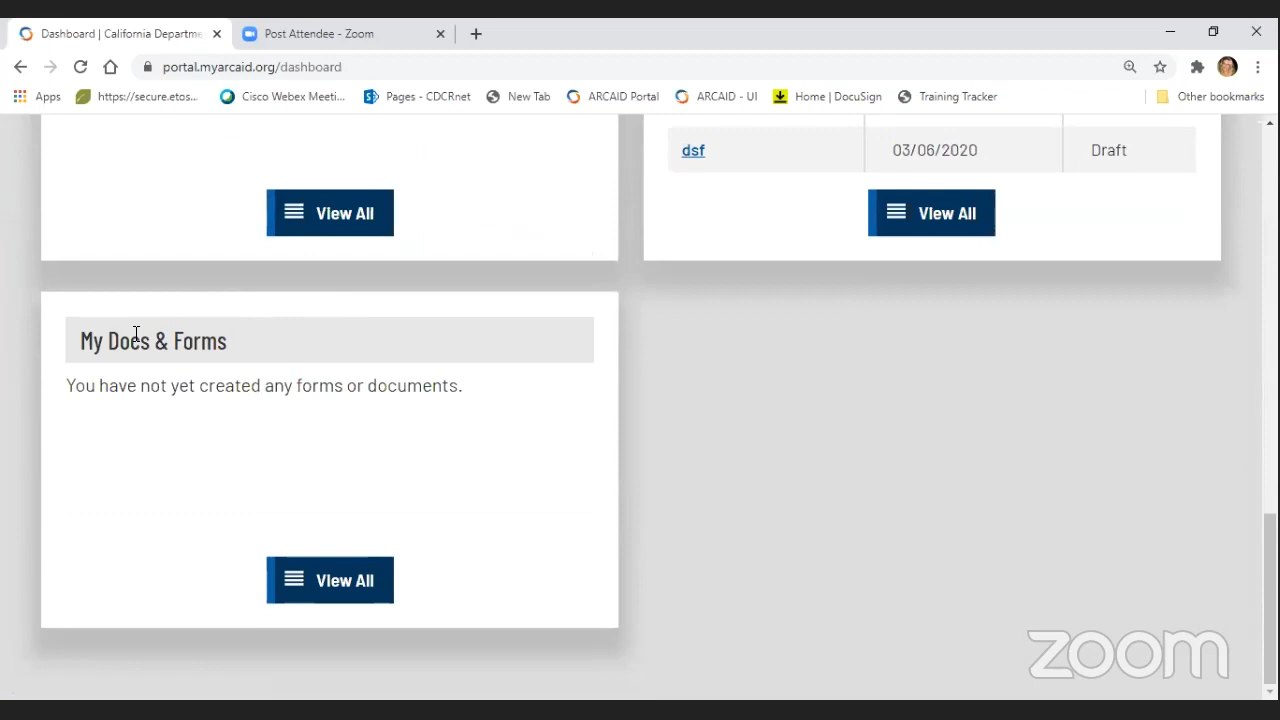 Dashboard | California Departme
Post Attendee - Zoom
portal.myarcaid.org/dashboard
Apps
https://secure.etos...
Cisco Webex Meeti...
Pages - CDCRnet
New Tab
ARCAID Portal
ARCAID - UI
Home | DocuSign
Training Tracker
Other bookmarks
dsf 03/06/2020 Draft
View All
View All
My Docs & Forms
You have not yet created any forms or documents.
View All
zoom